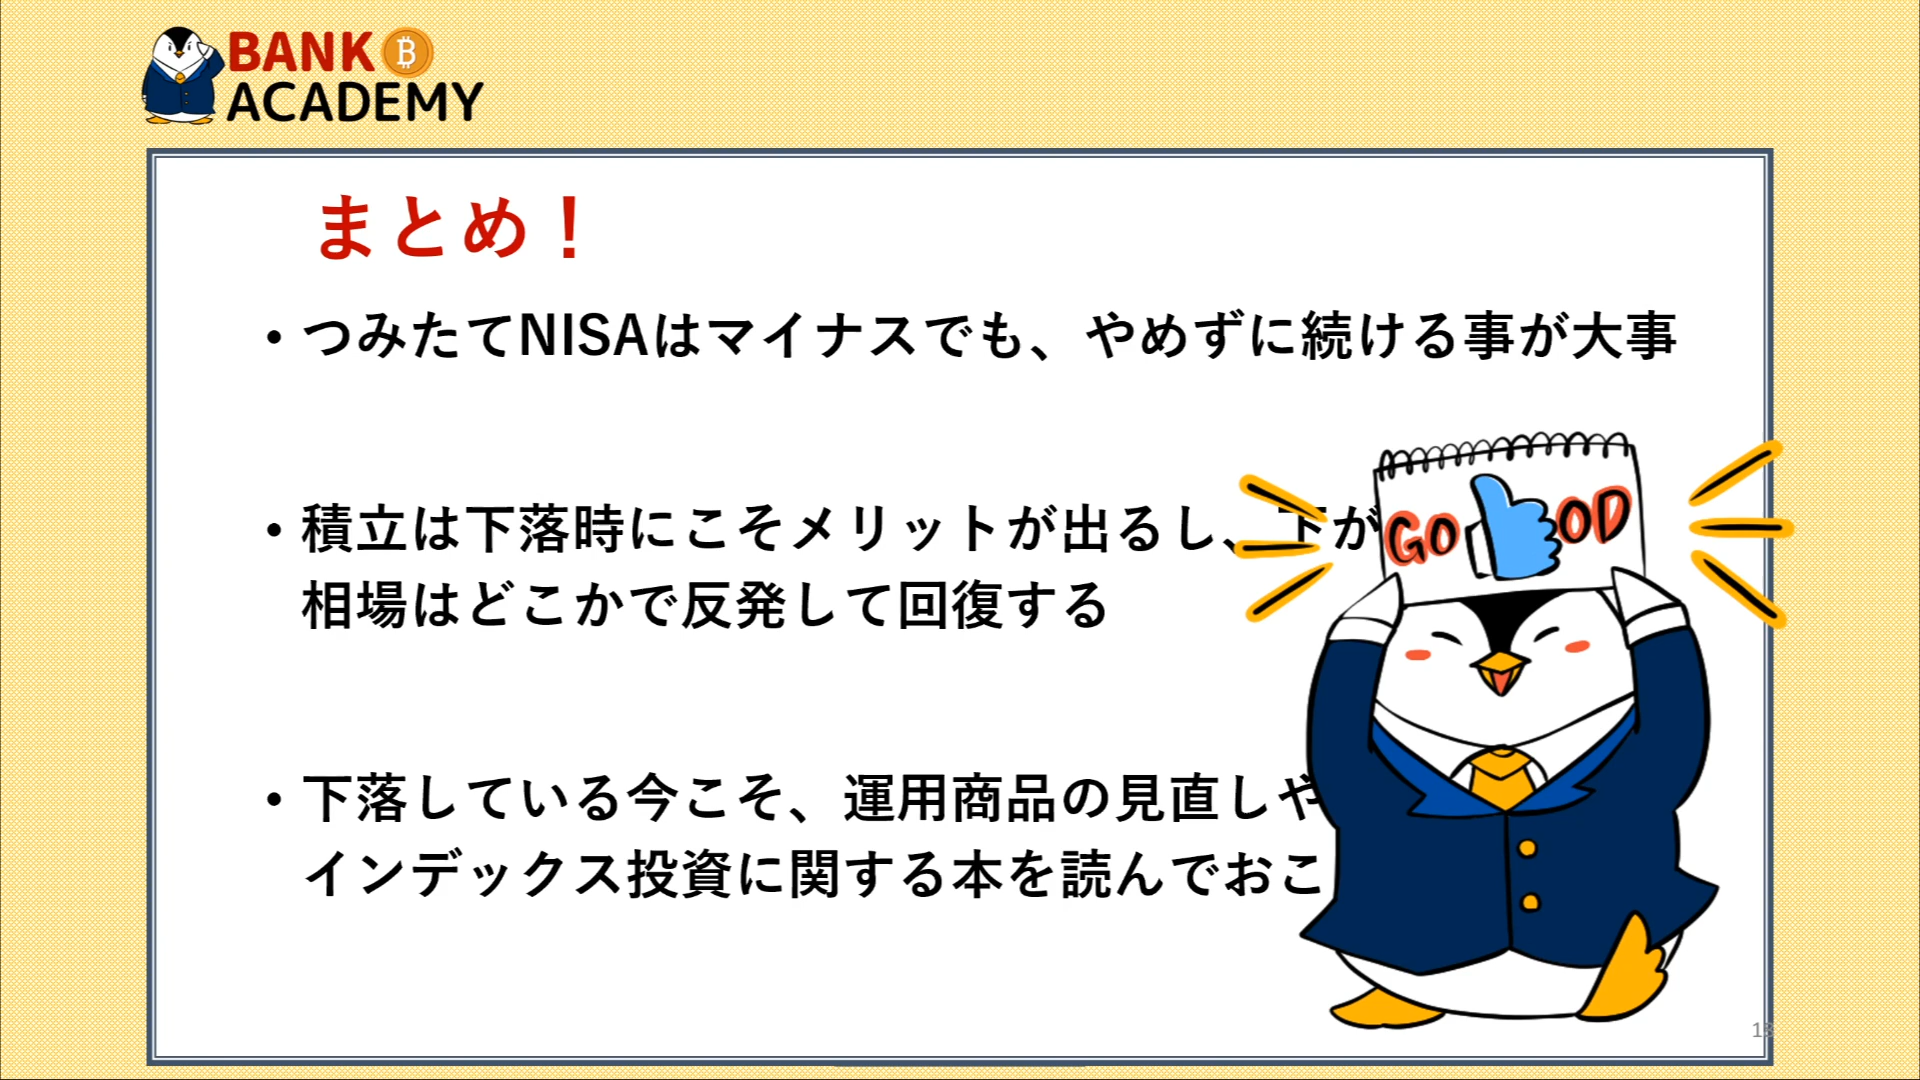 BANK
ACADEMY
まとめ！
・つみたてNISAはマイナスでも、やめずに続ける事が大事
・積立は下落時にこそメリットが出るし、下が
相場はどこかで反発して回復する
・下落している今こそ、運用商品の見直しや
インデックス投資に関する本を読んでおこ
GO OD